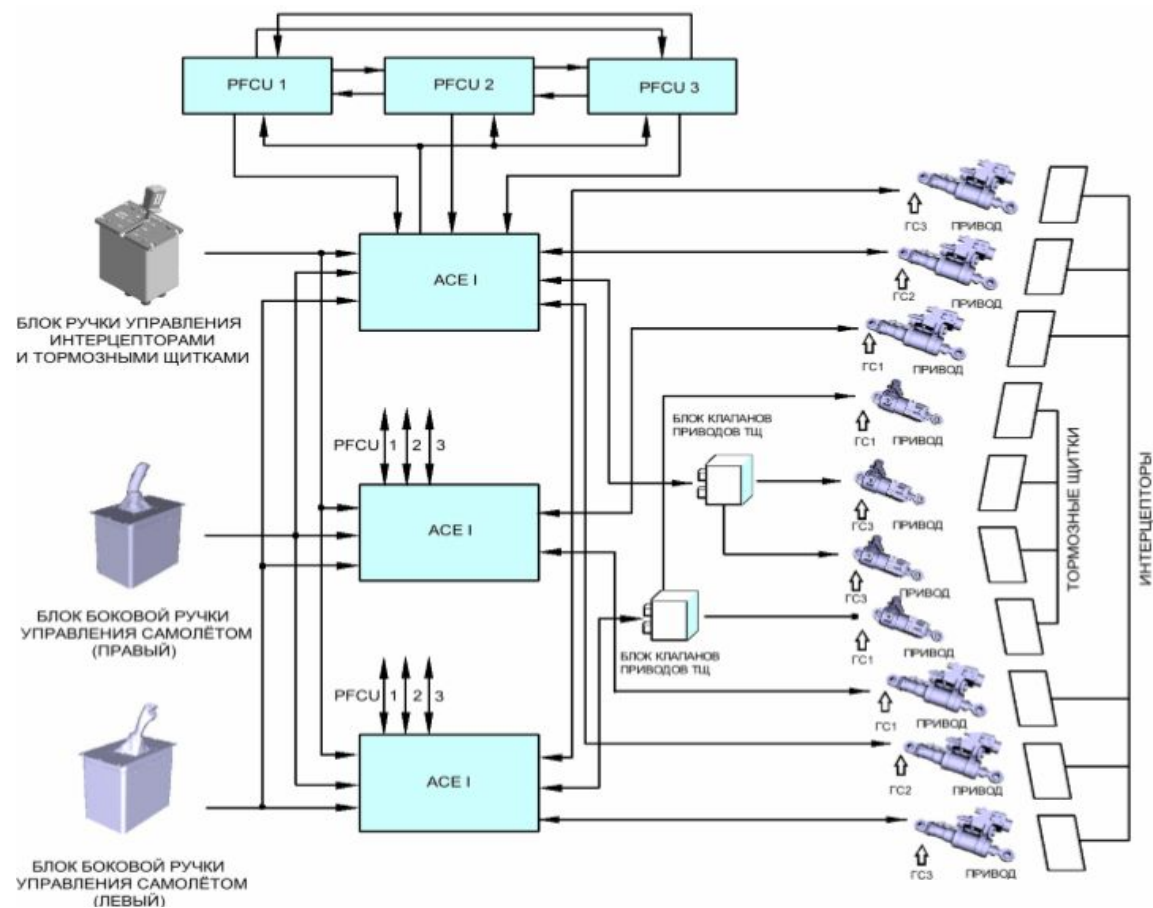 PFCU 1
PFCU 2
PFCU 3
ACE I
БЛОК РУЧКИ УПРАВЛЕНИЯ
ИНТЕРЦЕПТОРАМИ
И ТОРМОЗНЫМИ ЩИТКАМИ
PFCU 1 2 3
ACE I
БЛОК БОКОВОЙ РУЧКИ
УПРАВЛЕНИЯ САМОЛЁТОМ
(ПРАВЫЙ)
PFCU 1 2 3
ACE I
БЛОК БОКОВОЙ РУЧКИ
УПРАВЛЕНИЯ САМОЛЁТОМ
(ЛЕВЫЙ)
БЛОК КЛАПАНОВ
ПРИВОДОВ ТЩ
БЛОК КЛАПАНОВ
ПРИВОДОВ ТЩ
ГС3 ПРИВОД
ГС2 ПРИВОД
ГС1 ПРИВОД
ГС1 ПРИВОД
ГС3 ПРИВОД
ГС3 ПРИВОД
ГС1 ПРИВОД
ГС1 ПРИВОД
ГС2 ПРИВОД
ГС3 ПРИВОД
ТОРМОЗНЫЕ ЩИТКИ
ИНТЕРЦЕПТОРЫ